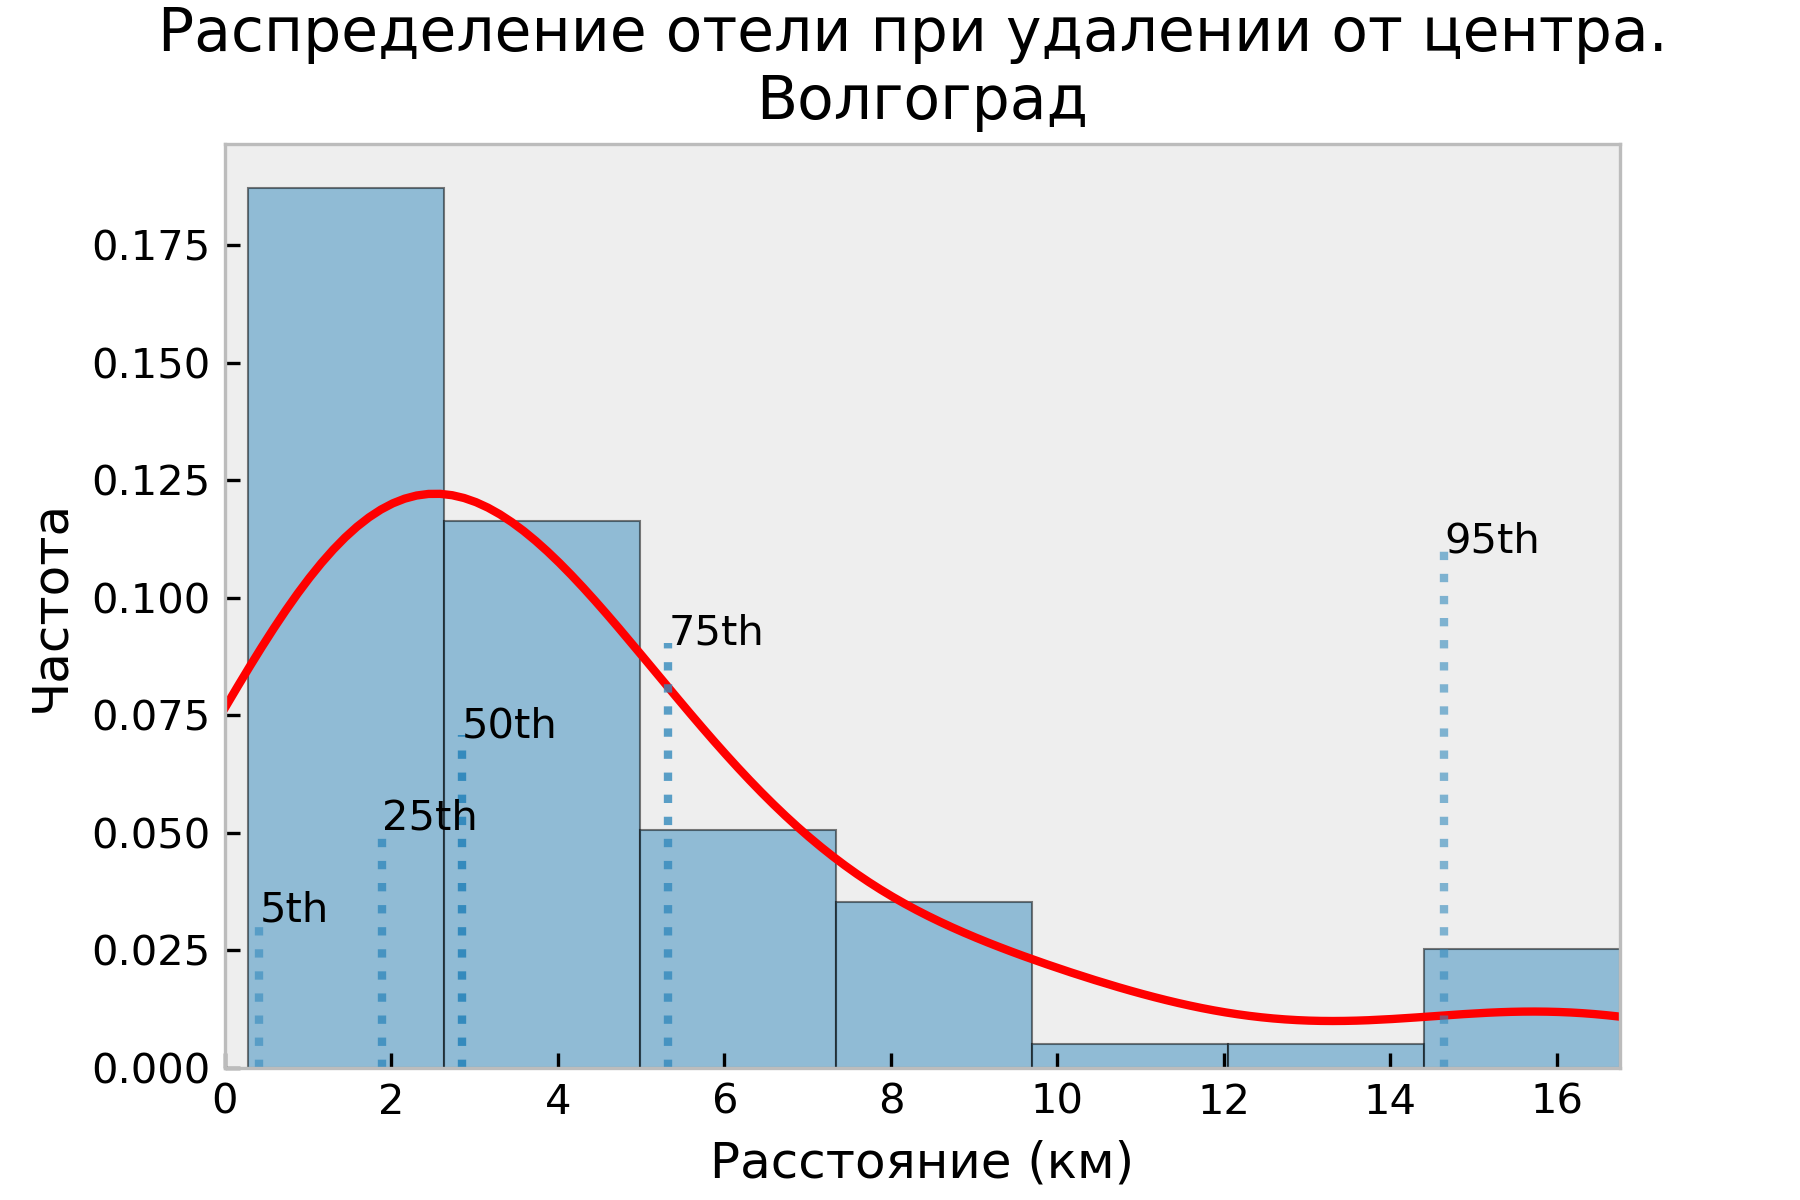 Распределение отели при удалении от центра.
Волгоград
0.175
0.150
0.125
0.100
0.075
0.050
0.025
0.000
Частота
5th
25th
50th
75th
95th
0 2 4 6 8 10 12 14 16
Расстояние (км)